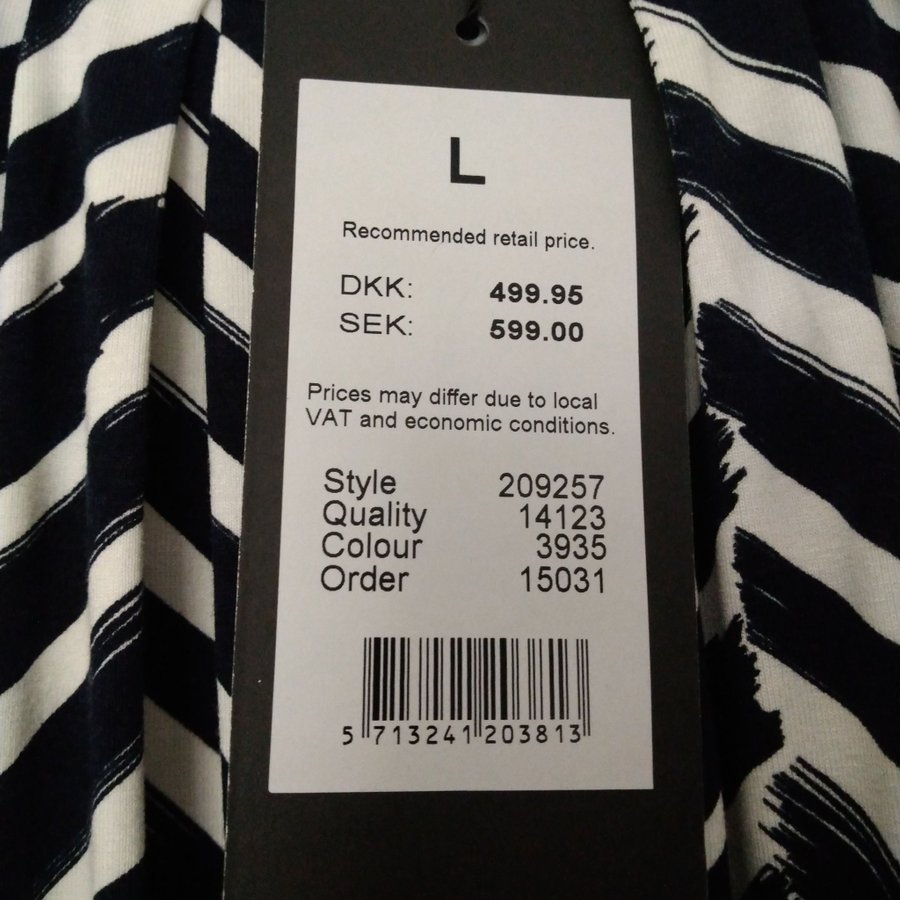 L
Recommended retail price.
DKK: 499.95
SEK: 599.00
Prices may differ due to local
VAT and economic conditions.
Style 209257
Quality 14123
Colour 3935
Order 15031
5 713241 203813